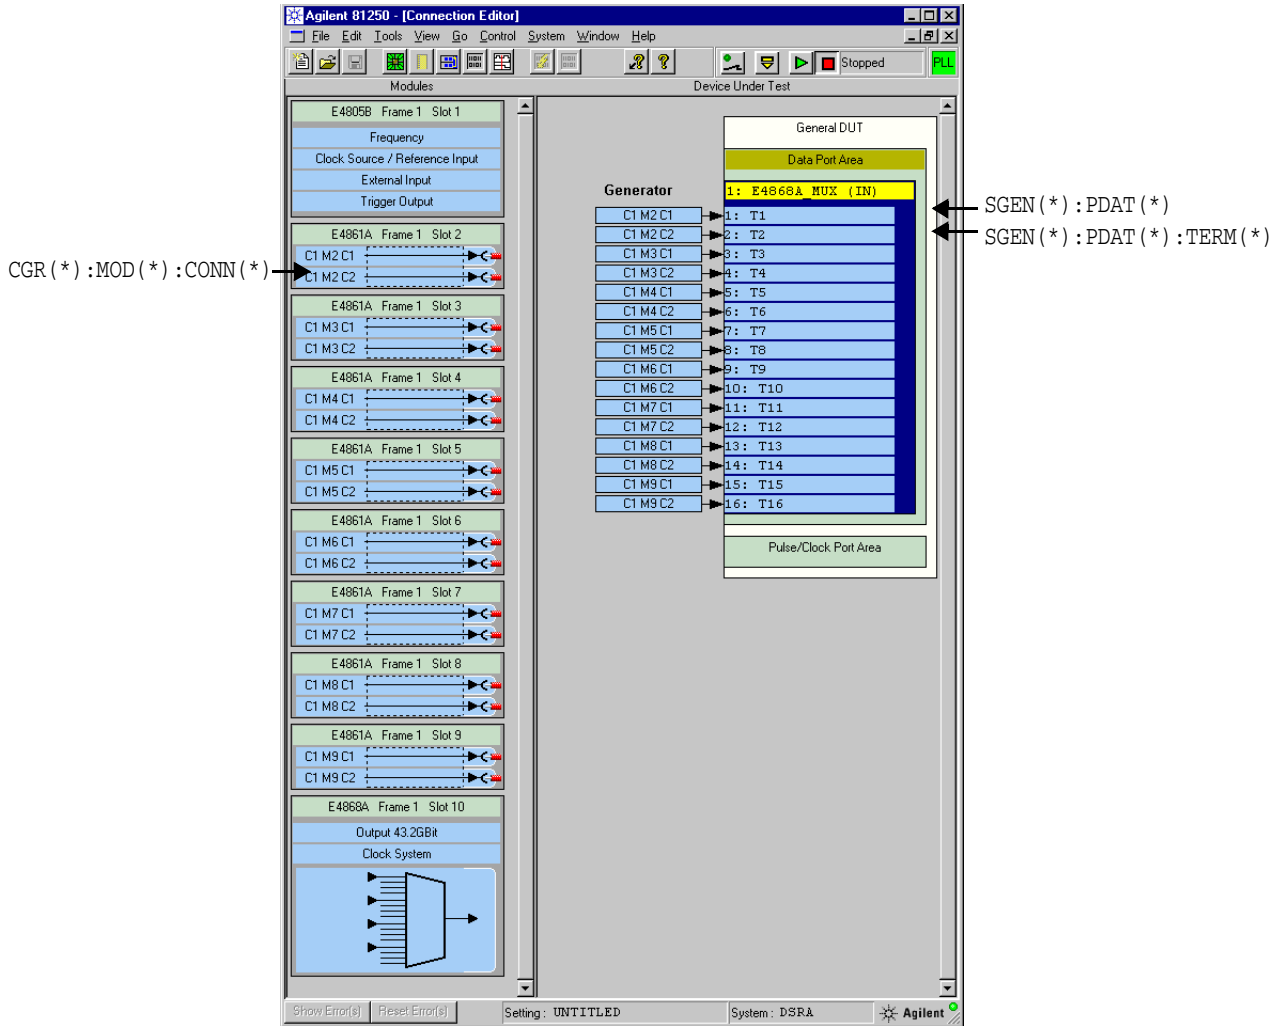 Agilent 81250 - [Connection Editor]
File Edit Tools View Go Control System Window Help
Stopped
PLL
Modules
Device Under Test
E4805B Frame 1 Slot 1
Frequency
Clock Source / Reference Input
External Input
Trigger Output
E4861A Frame 1 Slot 2
C1 M2 C1
C1 M2 C2
E4861A Frame 1 Slot 3
C1 M3 C1
C1 M3 C2
E4861A Frame 1 Slot 4
C1 M4 C1
C1 M4 C2
E4861A Frame 1 Slot 5
C1 M5 C1
C1 M5 C2
E4861A Frame 1 Slot 6
C1 M6 C1
C1 M6 C2
E4861A Frame 1 Slot 7
C1 M7 C1
C1 M7 C2
E4861A Frame 1 Slot 8
C1 M8 C1
C1 M8 C2
E4861A Frame 1 Slot 9
C1 M9 C1
C1 M9 C2
E4868A Frame 1 Slot 10
Output 43.2GBit
Clock System
CGR(*):MOD(*):CONN(*)
General DUT
Data Port Area
Generator
1: E4868A_MUX (IN)
C1 M2 C1 1: T1
C1 M2 C2 2: T2
C1 M3 C1 3: T3
C1 M3 C2 4: T4
C1 M4 C1 5: T5
C1 M4 C2 6: T6
C1 M5 C1 7: T7
C1 M5 C2 8: T8
C1 M6 C1 9: T9
C1 M6 C2 10: T10
C1 M7 C1 11: T11
C1 M7 C2 12: T12
C1 M8 C1 13: T13
C1 M8 C2 14: T14
C1 M9 C1 15: T15
C1 M9 C2 16: T16
Pulse/Clock Port Area
SGEN(*):PDAT(*)
SGEN(*):PDAT(*):TERM(*)
Show Error(s) Reset Error(s) Setting: UNTITLED System: DSRA Agilent